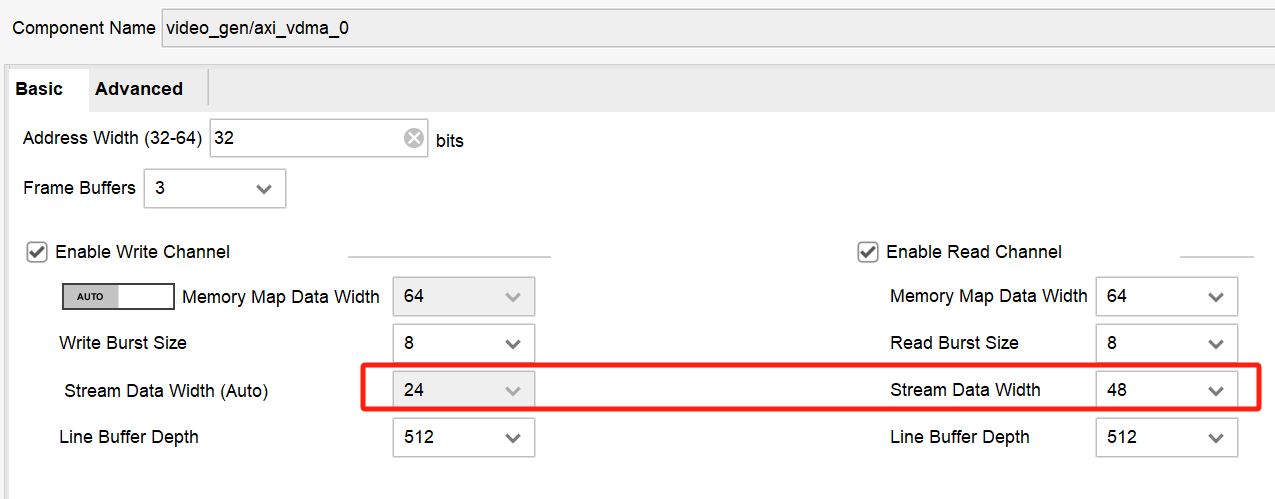 Component Name video_gen/axi_vdma_0
Basic Advanced
Address Width (32-64) 32 bits
Frame Buffers 3
Enable Write Channel Enable Read Channel
AUTO Memory Map Data Width 64 Memory Map Data Width 64
Write Burst Size 8 Read Burst Size 8
Stream Data Width (Auto) 24 Stream Data Width 48
Line Buffer Depth 512 Line Buffer Depth 512